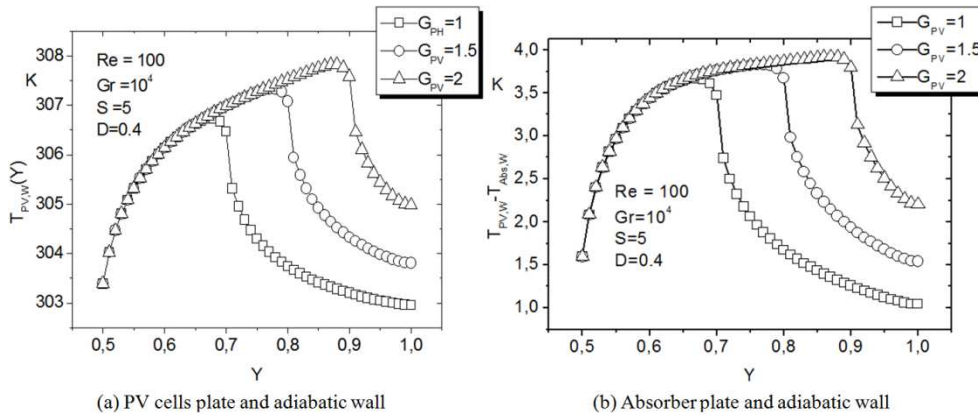 G_PH=1
G_PV=1.5
G_PV=2
308
K
307
306
305
304
303
T_PV,W(Y)
Re = 100
Gr=10^4
S =5
D=0.4
0,5 0,6 0,7 0,8 0,9 1,0
Y
(a) PV cells plate and adiabatic wall
G_PV=1
G_PV=1.5
G_PV=2
4,0
K
3,5
3,0
2,5
2,0
1,5
1,0
T_PV,W-T_Abs,W
Re = 100
Gr=10^4
S =5
D=0.4
0,5 0,6 0,7 0,8 0,9 1,0
Y
(b) Absorber plate and adiabatic wall